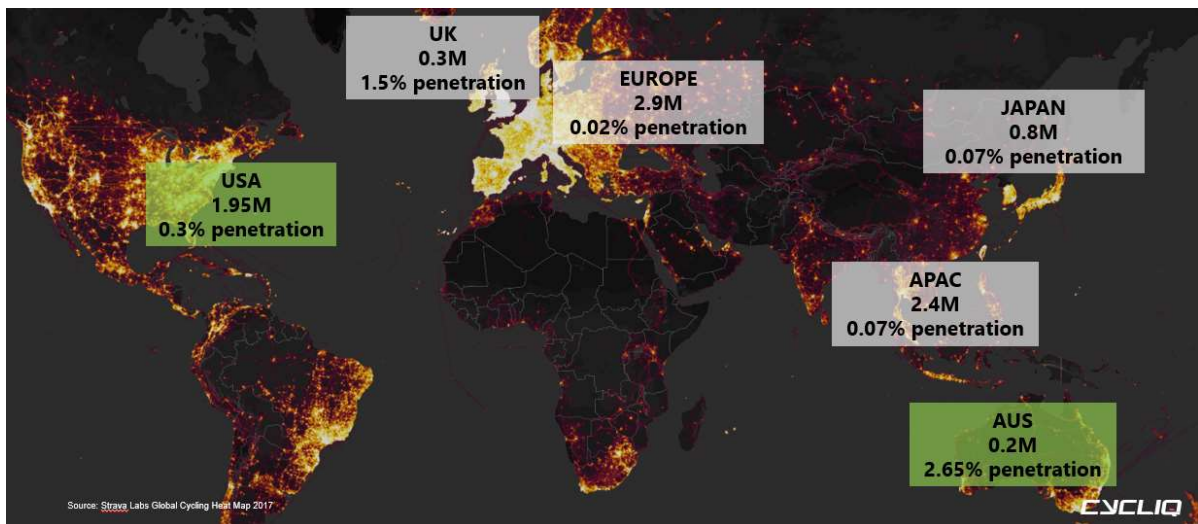 UK
0.3M
1.5% penetration
EUROPE
2.9M
0.02% penetration
JAPAN
0.8M
0.07% penetration
USA
1.95M
0.3% penetration
APAC
2.4M
0.07% penetration
AUS
0.2M
2.65% penetration
Source: Strava Labs Global Cycling Heat Map 2017
CYCLIQ